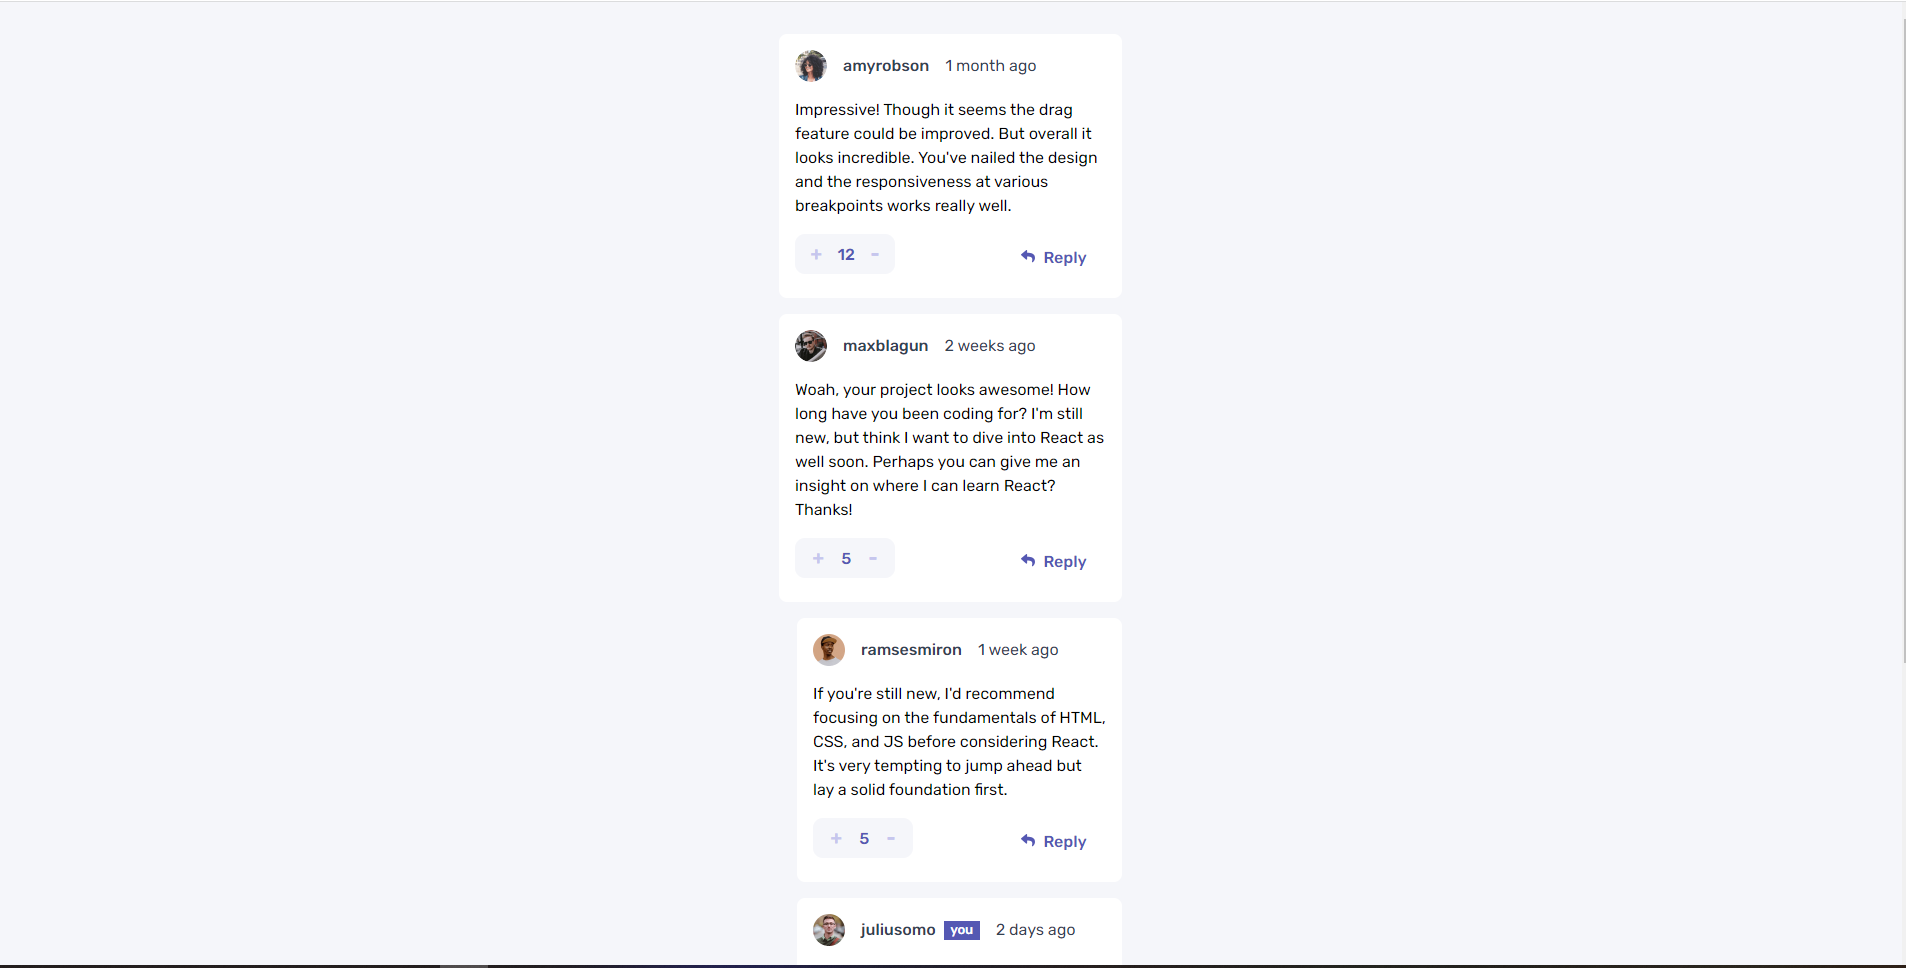 amyrobson 1 month ago
Impressive! Though it seems the drag
feature could be improved. But overall it
looks incredible. You've nailed the design
and the responsiveness at various
breakpoints works really well.
+ 12 - Reply
maxblagun 2 weeks ago
Woah, your project looks awesome! How
long have you been coding for? I'm still
new, but think I want to dive into React as
well soon. Perhaps you can give me an
insight on where I can learn React?
Thanks!
+ 5 - Reply
ramsesmiron 1 week ago
If you're still new, I'd recommend
focusing on the fundamentals of HTML,
CSS, and JS before considering React.
It's very tempting to jump ahead but
lay a solid foundation first.
+ 5 - Reply
juliusomo you 2 days ago